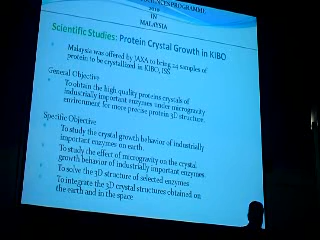 SCIENCES PROGRAMME
IN
MALAYSIA
Scientific Studies: Protein Crystal Growth in KIBO
Malaysia was offered by JAXA to bring 24 samples of
protein to be crystallized in KIBO, ISS
General Objective
To obtain the high quality proteins crystals of
industrially important enzymes under microgravity
environment for more precise protein 3D structure.
Specific Objective
To study the crystal growth behavior of industrially
important enzymes on earth.
To study the effect of microgravity on the crystal
growth behavior of industrially important enzymes
To solve the 3D structure of selected enzymes
To integrate the 3D crystal structures obtained on
the earth and in the space